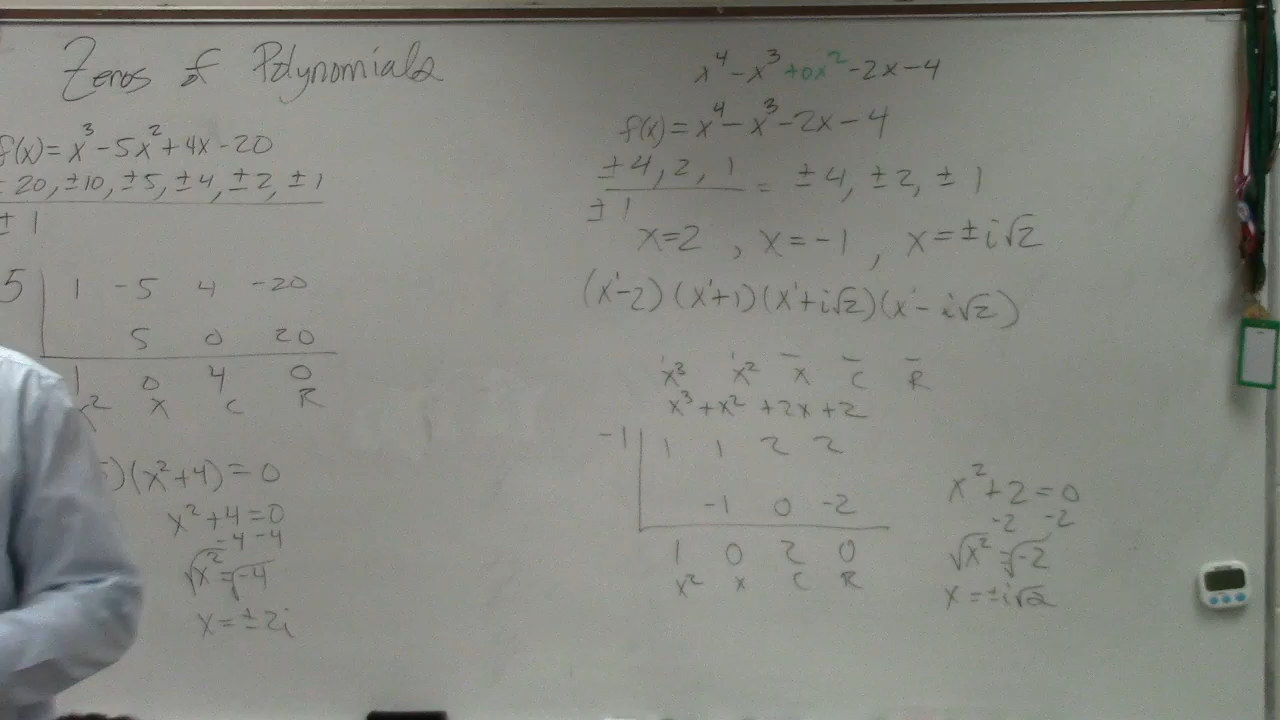 Zeros of Polynomials
f(x) = x³ - 5x² + 4x - 20
20, ±10, ±5, ±4, ±2, ±1
± 1
5 | 1 -5 4 -20
5 0 20
1 0 4 0
x² x c R
)(x² + 4) = 0
x² + 4 = 0
-4 -4
√x² = √-4
x = ±2i
x⁴ - x³ + 0x² - 2x - 4
f(x) = x⁴ - x³ - 2x - 4
±4, 2, 1 = ±4, ±2, ±1
± 1
x=2 , x=-1 , x=±i√2
(x-2)(x+1)(x+i√2)(x-i√2)
x³ x² x c R
x³ + x² + 2x + 2
-1 | 1 1 2 2
-1 0 -2
1 0 2 0
x² x c R
x² + 2 = 0
-2 -2
√x² = √-2
x = ±i√2